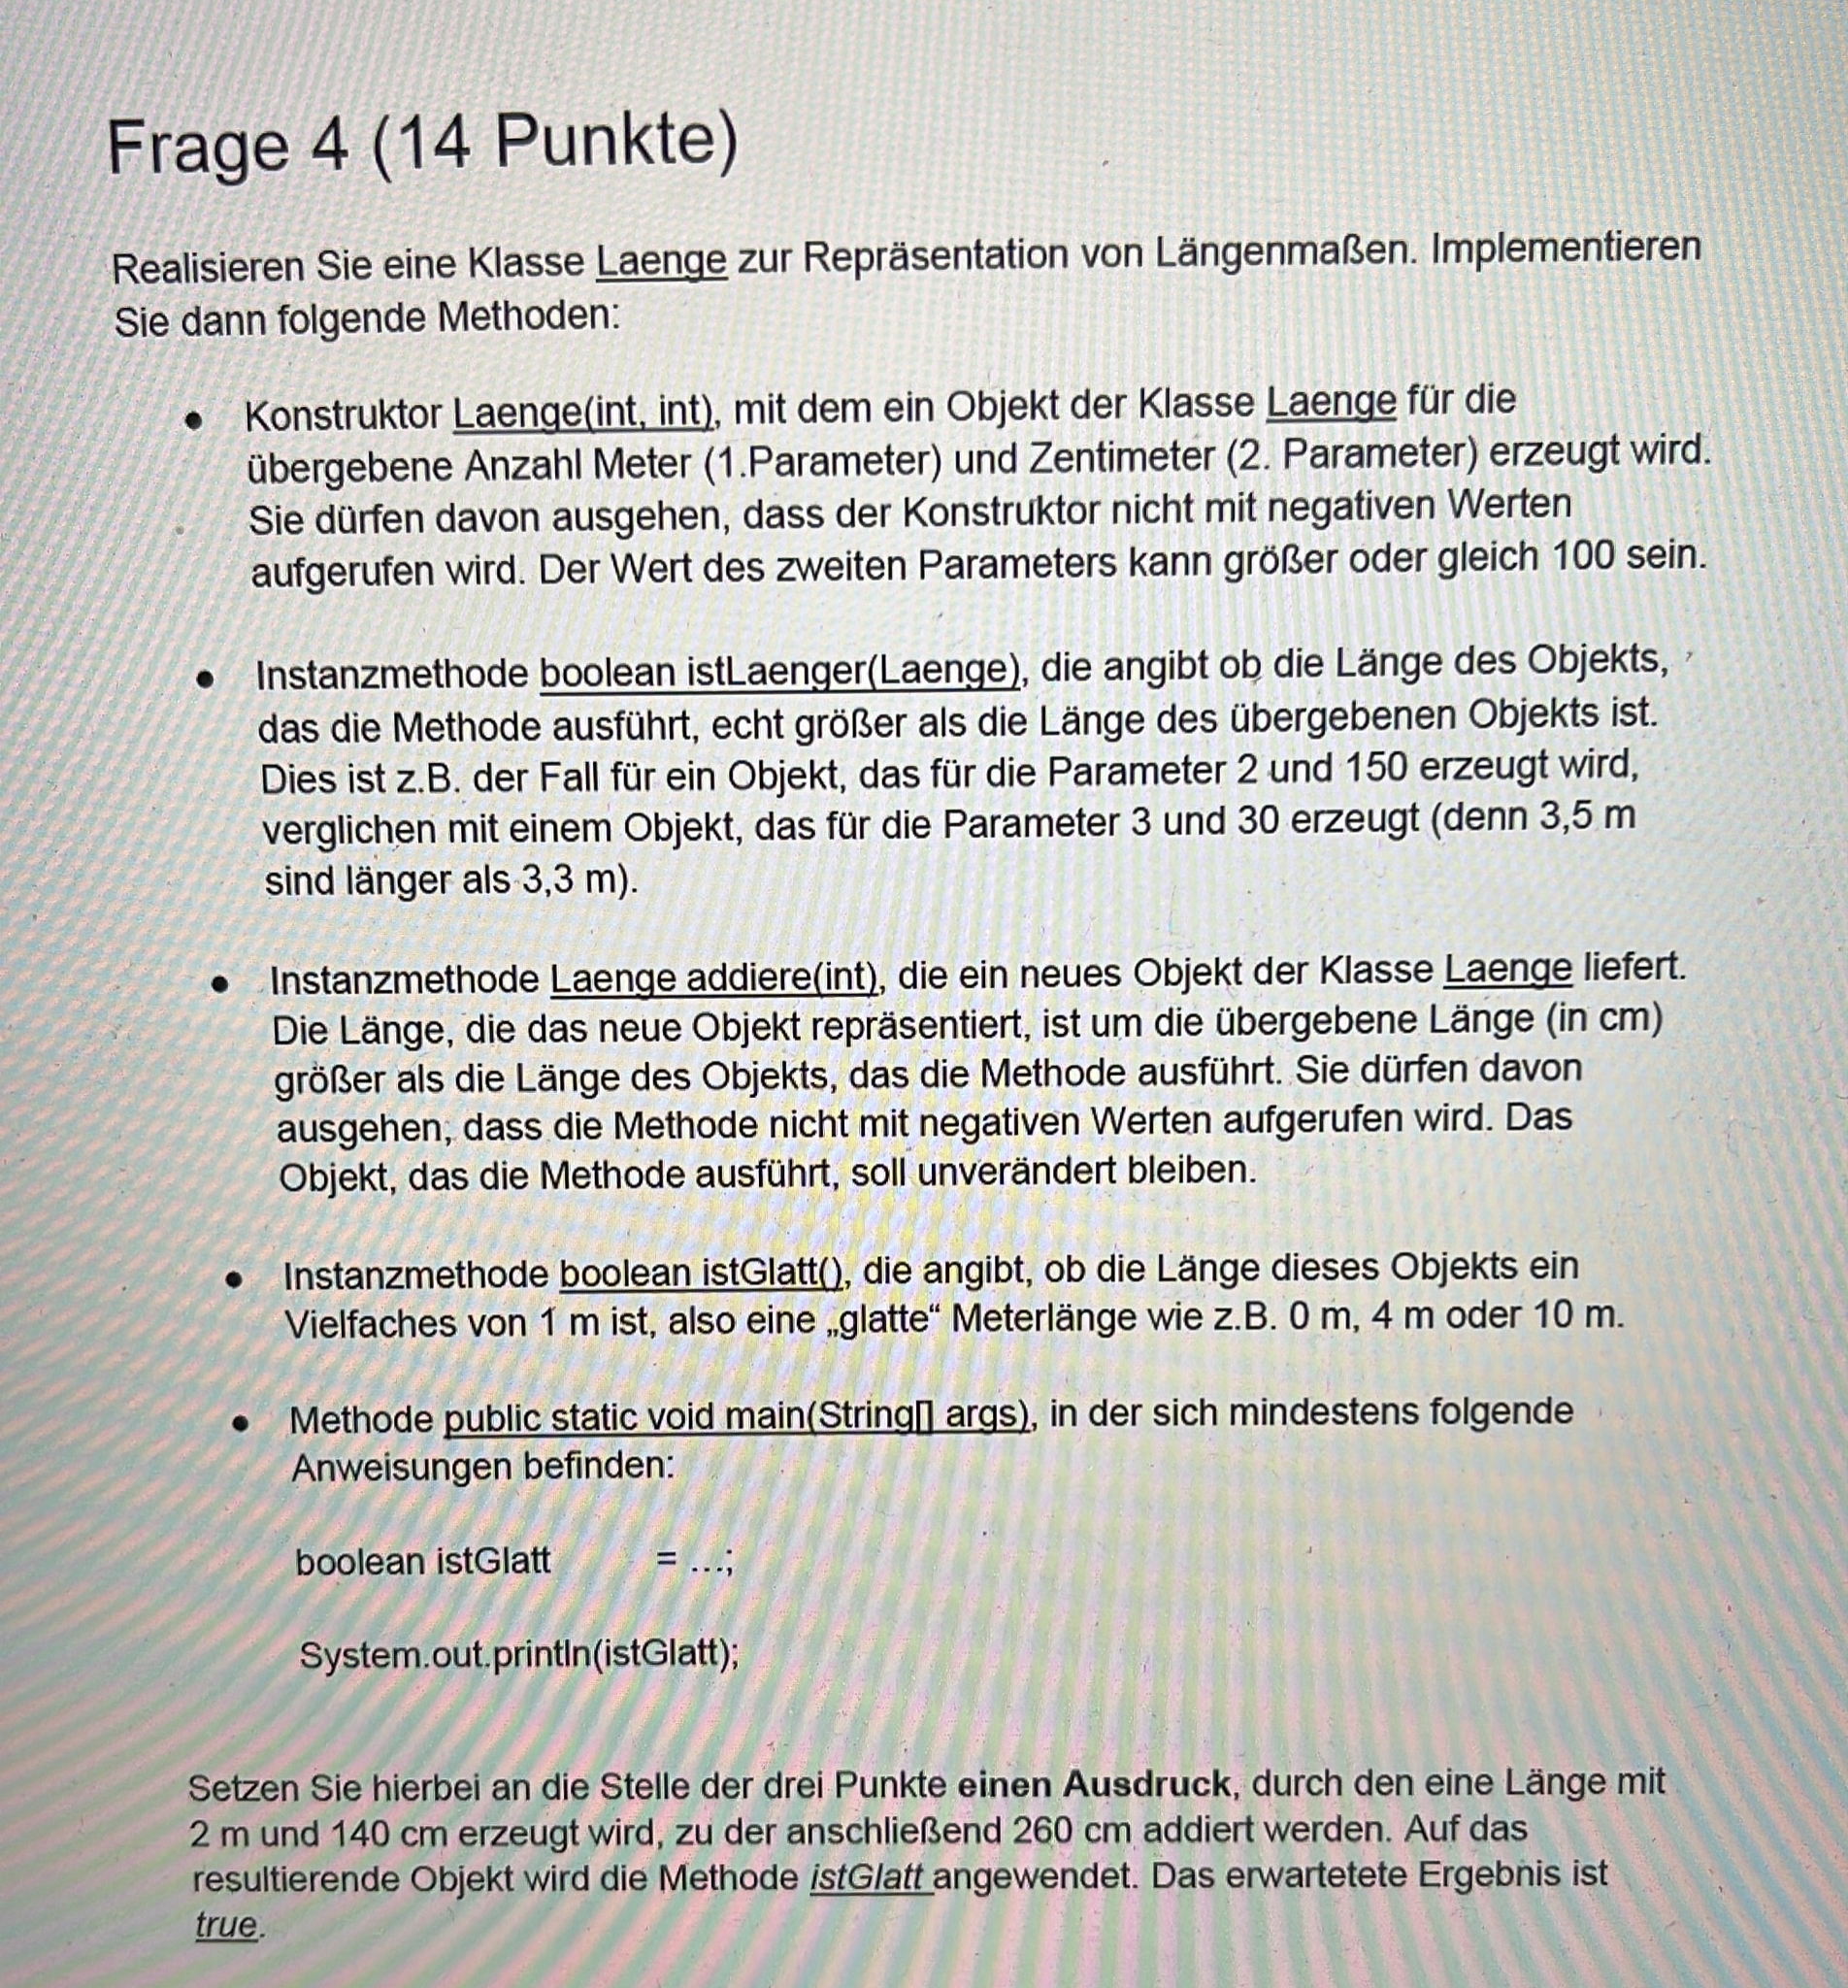 Frage 4 (14 Punkte)
Realisieren Sie eine Klasse Laenge zur Repräsentation von Längenmaßen. Implementieren
Sie dann folgende Methoden:
• Konstruktor Laenge(int, int), mit dem ein Objekt der Klasse Laenge für die
übergebene Anzahl Meter (1.Parameter) und Zentimeter (2. Parameter) erzeugt wird.
Sie dürfen davon ausgehen, dass der Konstruktor nicht mit negativen Werten
aufgerufen wird. Der Wert des zweiten Parameters kann größer oder gleich 100 sein.
• Instanzmethode boolean istLaenger(Laenge), die angibt ob die Länge des Objekts,
das die Methode ausführt, echt größer als die Länge des übergebenen Objekts ist.
Dies ist z.B. der Fall für ein Objekt, das für die Parameter 2 und 150 erzeugt wird,
verglichen mit einem Objekt, das für die Parameter 3 und 30 erzeugt (denn 3,5 m
sind länger als 3,3 m).
• Instanzmethode Laenge addiere(int), die ein neues Objekt der Klasse Laenge liefert.
Die Länge, die das neue Objekt repräsentiert, ist um die übergebene Länge (in cm)
größer als die Länge des Objekts, das die Methode ausführt. Sie dürfen davon
ausgehen, dass die Methode nicht mit negativen Werten aufgerufen wird. Das
Objekt, das die Methode ausführt, soll unverändert bleiben.
• Instanzmethode boolean istGlatt(), die angibt, ob die Länge dieses Objekts ein
Vielfaches von 1 m ist, also eine „glatte“ Meterlänge wie z.B. 0 m, 4 m oder 10 m.
• Methode public static void main(String[] args), in der sich mindestens folgende
Anweisungen befinden:
boolean istGlatt = ...;
System.out.println(istGlatt);
Setzen Sie hierbei an die Stelle der drei Punkte einen Ausdruck, durch den eine Länge mit
2 m und 140 cm erzeugt wird, zu der anschließend 260 cm addiert werden. Auf das
resultierende Objekt wird die Methode istGlatt angewendet. Das erwartetete Ergebnis ist
true.